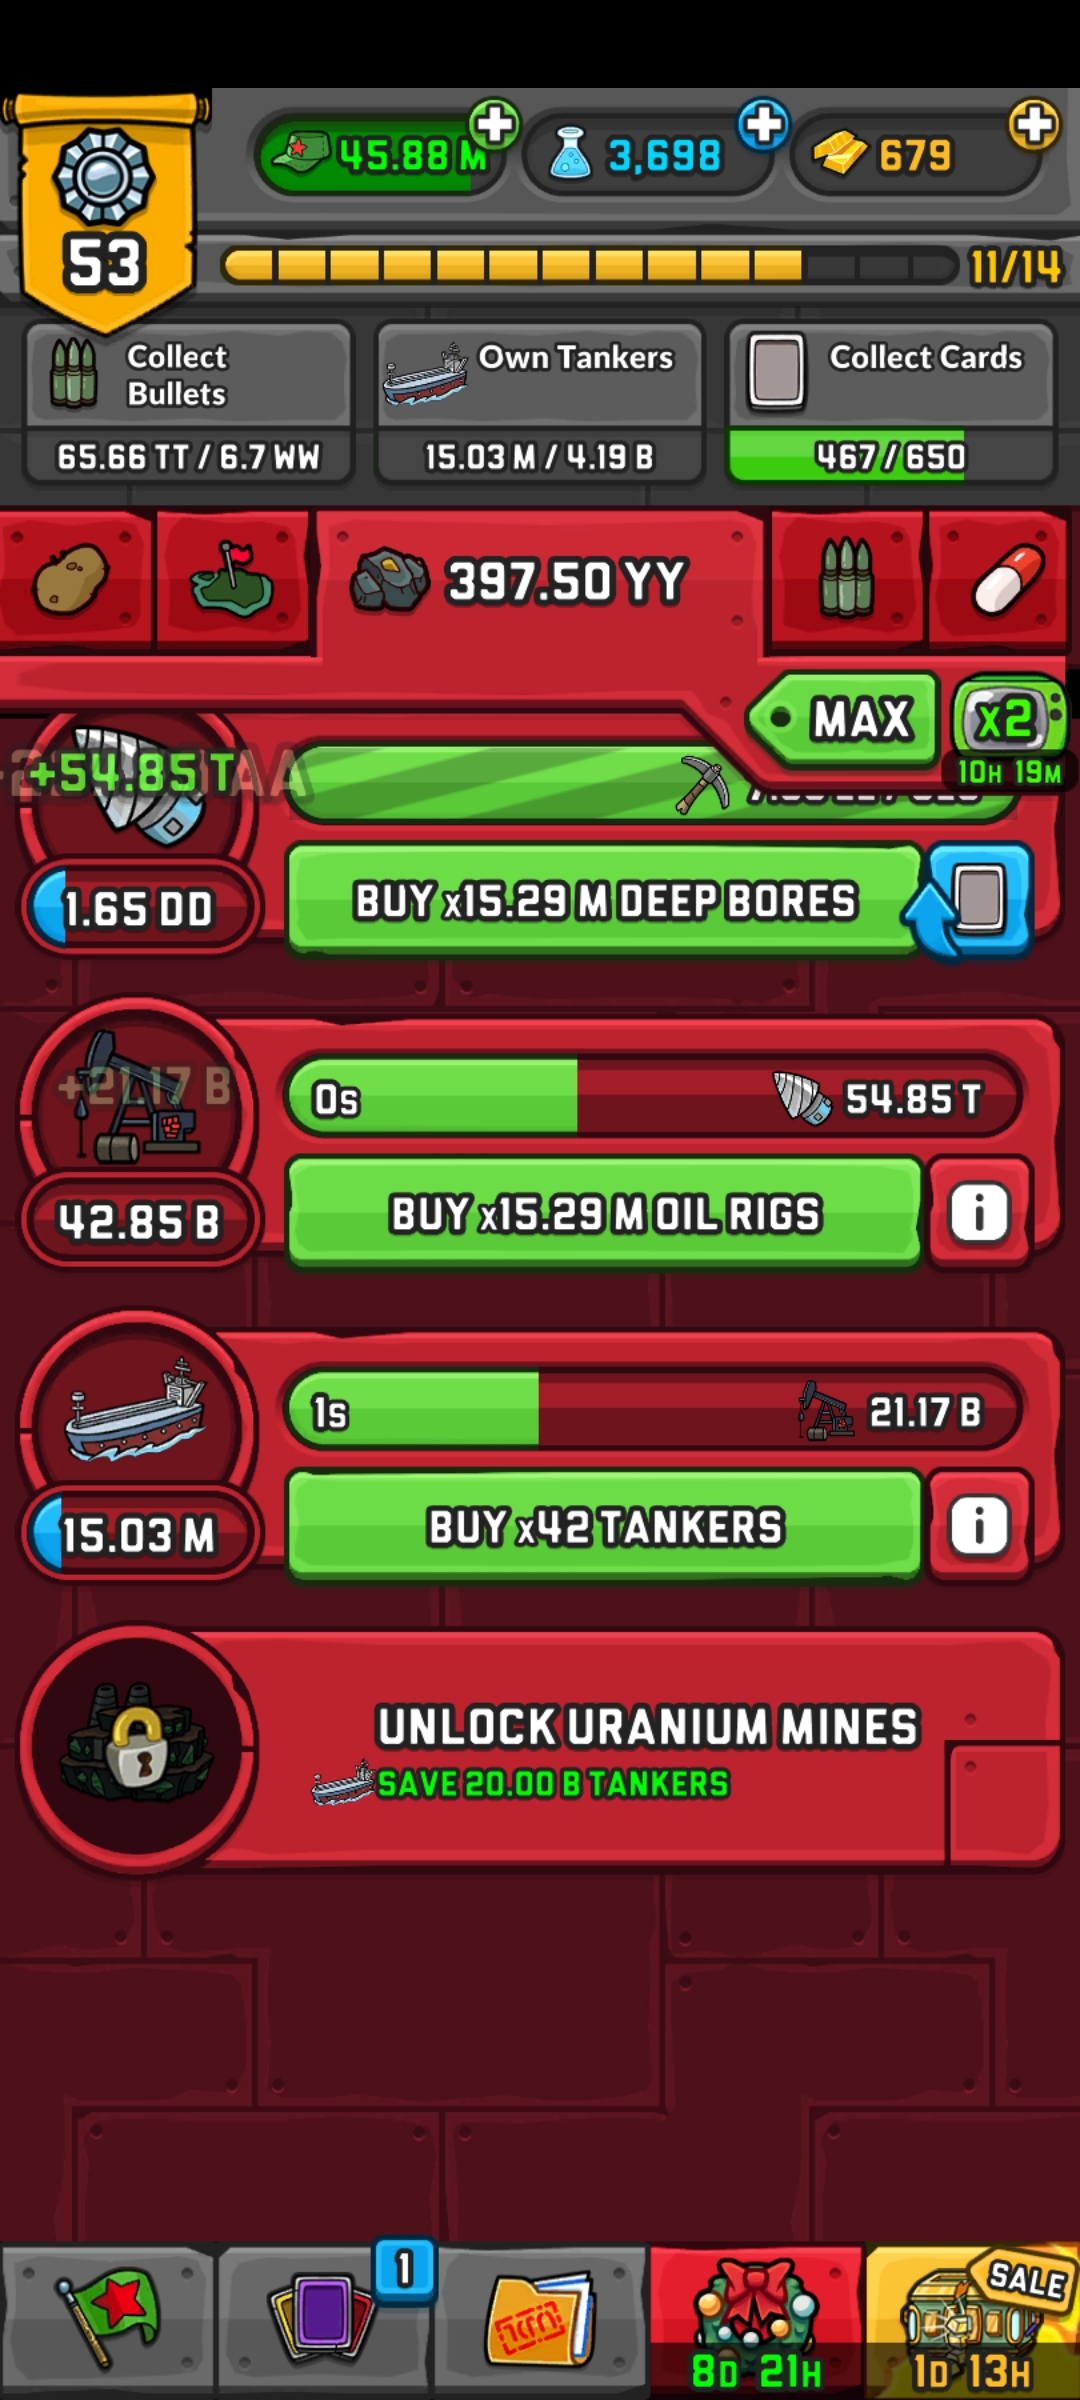 45.88 M
3,698
679
53
11/14
Collect
Bullets
Own Tankers
Collect Cards
65.66 TT / 6.7 WW
15.03 M / 4.19 B
467 / 650
397.50 YY
MAX
x2
10H 19M
+54.85 T
1.65 DD
BUY x15.29 M DEEP BORES
+21.17 B
0s
54.85 T
42.85 B
BUY x15.29 M OIL RIGS
i
1s
21.17 B
15.03 M
BUY x42 TANKERS
i
UNLOCK URANIUM MINES
SAVE 20.00 B TANKERS
1
SALE
8D 21H
1D 13H